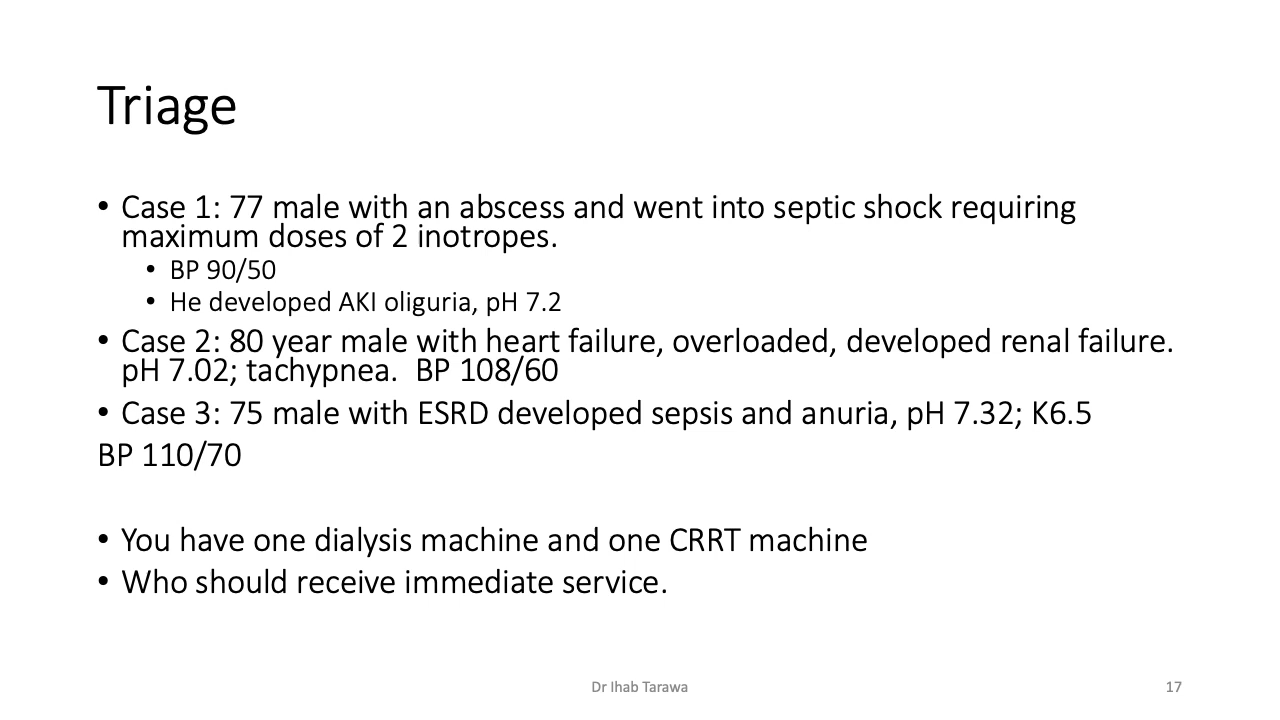 Triage
• Case 1: 77 male with an abscess and went into septic shock requiring
maximum doses of 2 inotropes.
• BP 90/50
• He developed AKI oliguria, pH 7.2
• Case 2: 80 year male with heart failure, overloaded, developed renal failure.
pH 7.02; tachypnea.  BP 108/60
• Case 3: 75 male with ESRD developed sepsis and anuria, pH 7.32; K6.5
BP 110/70
• You have one dialysis machine and one CRRT machine
• Who should receive immediate service.
Dr Ihab Tarawa
17